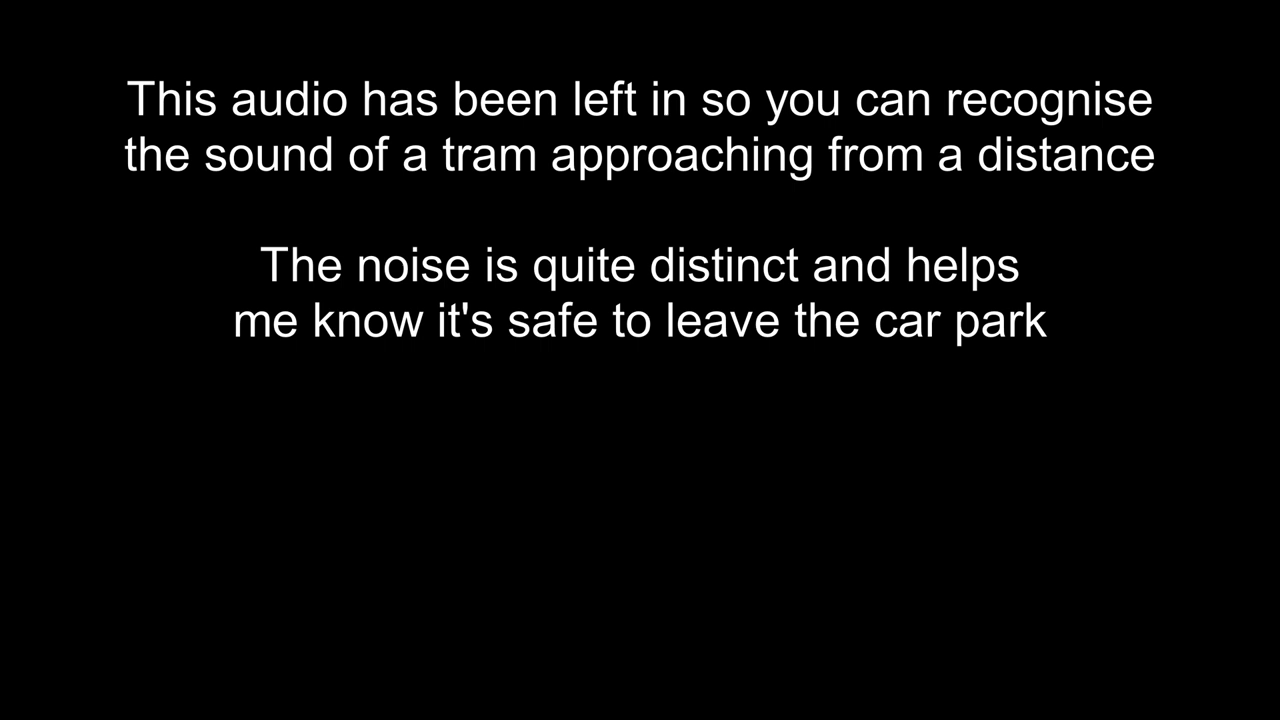 This audio has been left in so you can recognise
the sound of a tram approaching from a distance
The noise is quite distinct and helps
me know it's safe to leave the car park